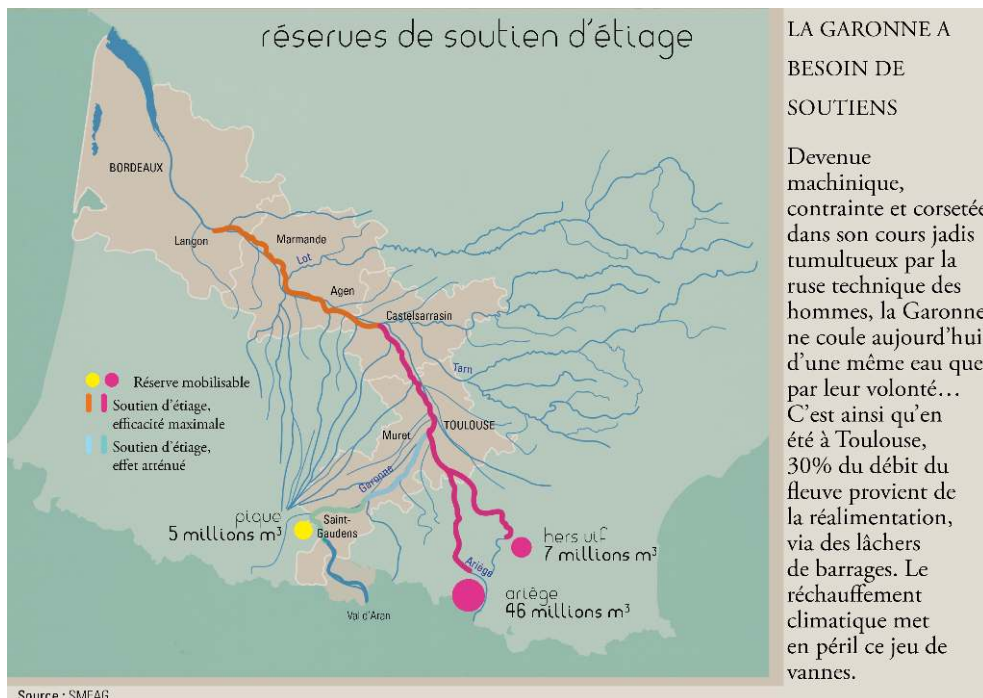 réserves de soutien d'étiage
BORDEAUX
Langon
Marmande
Lot
Agen
Castelsarrasin
Tarn
Réserve mobilisable
Soutien d'étiage,
efficacité maximale
Soutien d'étiage,
effet atténué
Muret
TOULOUSE
Garonne
pique
5 millions m³
Saint-
Gaudens
hers vif
7 millions m³
Ariége
ariège
46 millions m³
Val d'Aran
Source : SMEAG
LA GARONNE A
BESOIN DE
SOUTIENS
Devenue
machinique,
contrainte et corsetée
dans son cours jadis
tumultueux par la
ruse technique des
hommes, la Garonne
ne coule aujourd'hui
d'une même eau que
par leur volonté…
C'est ainsi qu'en
été à Toulouse,
30% du débit du
fleuve provient de
la réalimentation,
via des lâchers
de barrages. Le
réchauffement
climatique met
en péril ce jeu de
vannes.